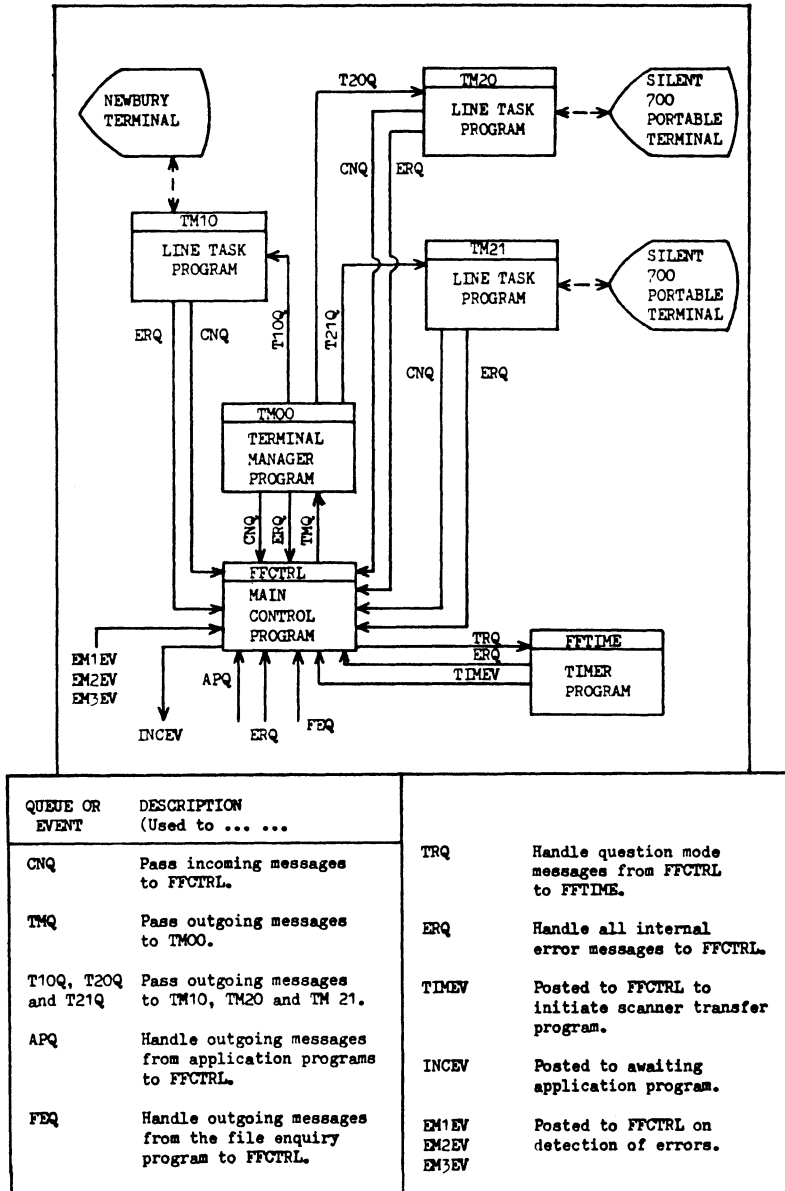 NEWBURY
TERMINAL
T20Q
TM20
LINE TASK
PROGRAM
SILENT
700
PORTABLE
TERMINAL
CNQ
ERQ
TM10
LINE TASK
PROGRAM
TM21
LINE TASK
PROGRAM
SILENT
700
PORTABLE
TERMINAL
ERQ
CNQ
T10Q
T21Q
CNQ
ERQ
TM00
TERMINAL
MANAGER
PROGRAM
CNQ
ERQ
TMQ
FFCTRL
MAIN
CONTROL
PROGRAM
EM1EV
EM2EV
EM3EV
INCEV
APQ
ERQ
FEQ
TRQ
ERQ
TIMEV
FFTIME
TIMER
PROGRAM
QUEUE OR DESCRIPTION
EVENT (Used to ... ...
CNQ Pass incoming messages
to FFCTRL.
TMQ Pass outgoing messages
to TM00.
T10Q, T20Q Pass outgoing messages
and T21Q to TM10, TM20 and TM 21.
APQ Handle outgoing messages
from application programs
to FFCTRL.
FEQ Handle outgoing messages
from the file enquiry
program to FFCTRL.
TRQ Handle question mode
messages from FFCTRL
to FFTIME.
ERQ Handle all internal
error messages to FFCTRL.
TIMEV Posted to FFCTRL to
initiate scanner transfer
program.
INCEV Posted to awaiting
application program.
EM1EV Posted to FFCTRL on
EM2EV detection of errors.
EM3EV